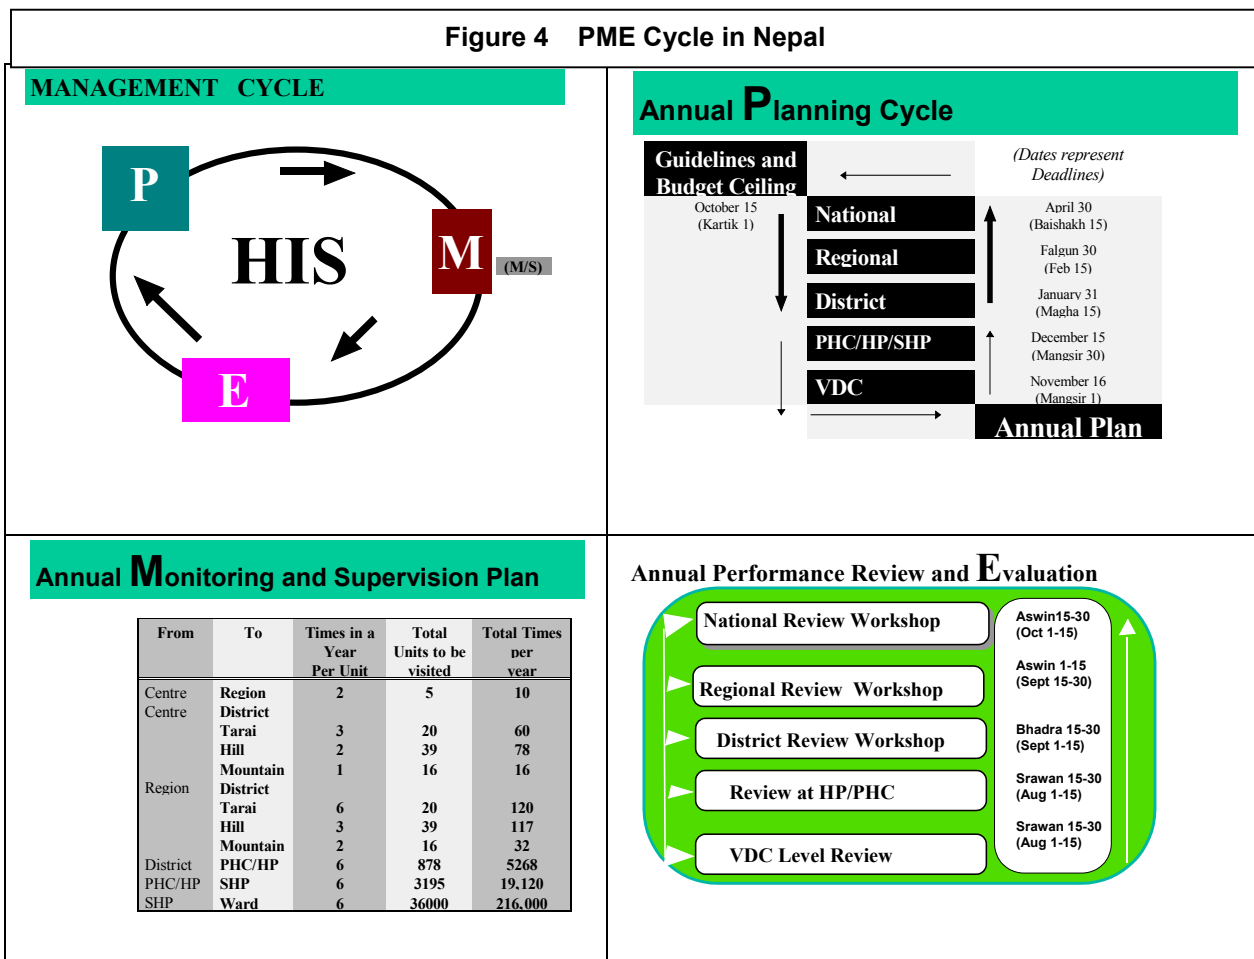 Figure 4 PME Cycle in Nepal
MANAGEMENT CYCLE
P
HIS
M
(M/S)
E
Annual Planning Cycle
Guidelines and
Budget Ceiling
(Dates represent
Deadlines)
October 15
(Kartik 1)
National
April 30
(Baishakh 15)
Regional
Falgun 30
(Feb 15)
District
January 31
(Magha 15)
PHC/HP/SHP
December 15
(Mangsir 30)
VDC
November 16
(Mangsir 1)
Annual Plan
Annual Monitoring and Supervision Plan
From To Times in a Total Total Times
Year Units to be per
Per Unit visited year
Centre Region 2 5 10
Centre District
Tarai 3 20 60
Hill 2 39 78
Mountain 1 16 16
Region District
Tarai 6 20 120
Hill 3 39 117
Mountain 2 16 32
District PHC/HP 6 878 5268
PHC/HP SHP 6 3195 19,120
SHP Ward 6 36000 216,000
Annual Performance Review and Evaluation
National Review Workshop
Aswin15-30
(Oct 1-15)
Regional Review Workshop
Aswin 1-15
(Sept 15-30)
District Review Workshop
Bhadra 15-30
(Sept 1-15)
Review at HP/PHC
Srawan 15-30
(Aug 1-15)
VDC Level Review
Srawan 15-30
(Aug 1-15)